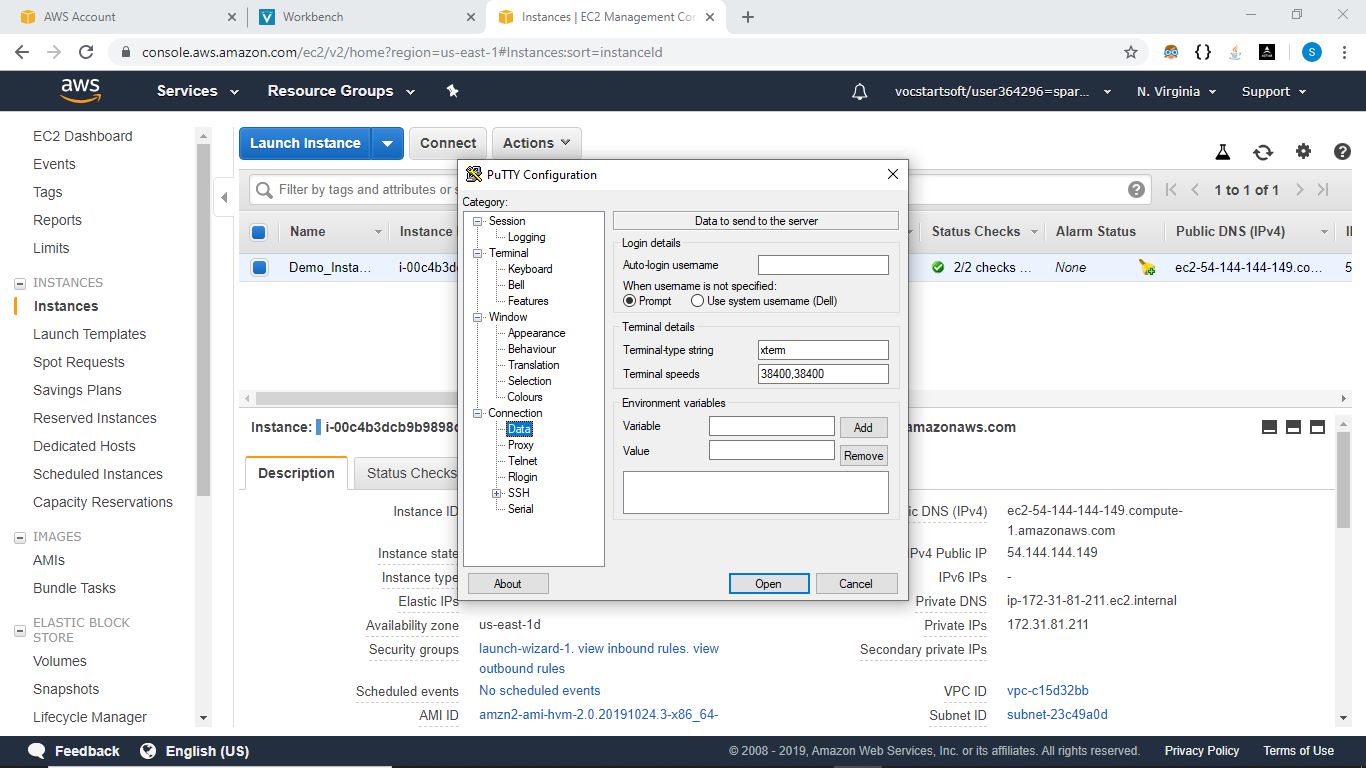 AWS Account
Workbench
Instances | EC2 Management Con
console.aws.amazon.com/ec2/v2/home?region=us-east-1#Instances:sort=instanceId
S
aws
Services
Resource Groups
vocstartsoft/user364296=spar...
N. Virginia
Support
EC2 Dashboard
Events
Tags
Reports
Limits
INSTANCES
Instances
Launch Templates
Spot Requests
Savings Plans
Reserved Instances
Dedicated Hosts
Scheduled Instances
Capacity Reservations
IMAGES
AMIs
Bundle Tasks
ELASTIC BLOCK
STORE
Volumes
Snapshots
Lifecycle Manager
Launch Instance
Connect
Actions
Filter by tags and attributes or s
1 to 1 of 1
Name
Instance I
Status Checks
Alarm Status
Public DNS (IPv4)
Demo_Insta...
i-00c4b3dc
2/2 checks ...
None
ec2-54-144-144-149.co...
5
PuTTY Configuration
Category:
Session
Logging
Terminal
Keyboard
Bell
Features
Window
Appearance
Behaviour
Translation
Selection
Colours
Connection
Data
Proxy
Telnet
Rlogin
SSH
Serial
Data to send to the server
Login details
Auto-login username
When username is not specified:
Prompt
Use system username (Dell)
Terminal details
Terminal-type string
xterm
Terminal speeds
38400,38400
Environment variables
Variable
Add
Value
Remove
About
Open
Cancel
Instance:
i-00c4b3dcb9b9898c
amazonaws.com
Description
Status Checks
Instance ID
ic DNS (IPv4)
ec2-54-144-144-149.compute-
1.amazonaws.com
Instance state
IPv4 Public IP
54.144.144.149
Instance type
IPv6 IPs
-
Elastic IPs
Private DNS
ip-172-31-81-211.ec2.internal
Availability zone
us-east-1d
Private IPs
172.31.81.211
Security groups
launch-wizard-1. view inbound rules. view
outbound rules
Secondary private IPs
Scheduled events
No scheduled events
VPC ID
vpc-c15d32bb
AMI ID
amzn2-ami-hvm-2.0.20191024.3-x86_64-
Subnet ID
subnet-23c49a0d
Feedback
English (US)
© 2008 - 2019, Amazon Web Services, Inc. or its affiliates. All rights reserved.
Privacy Policy
Terms of Use